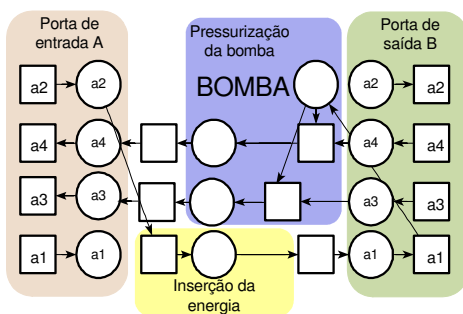 Porta de
entrada A
Pressurização
da bomba
Porta de
saída B
BOMBA
a2
a2
a2
a2
a4
a4
a4
a4
a3
a3
a3
a3
a1
a1
a1
a1
Inserção da
energia